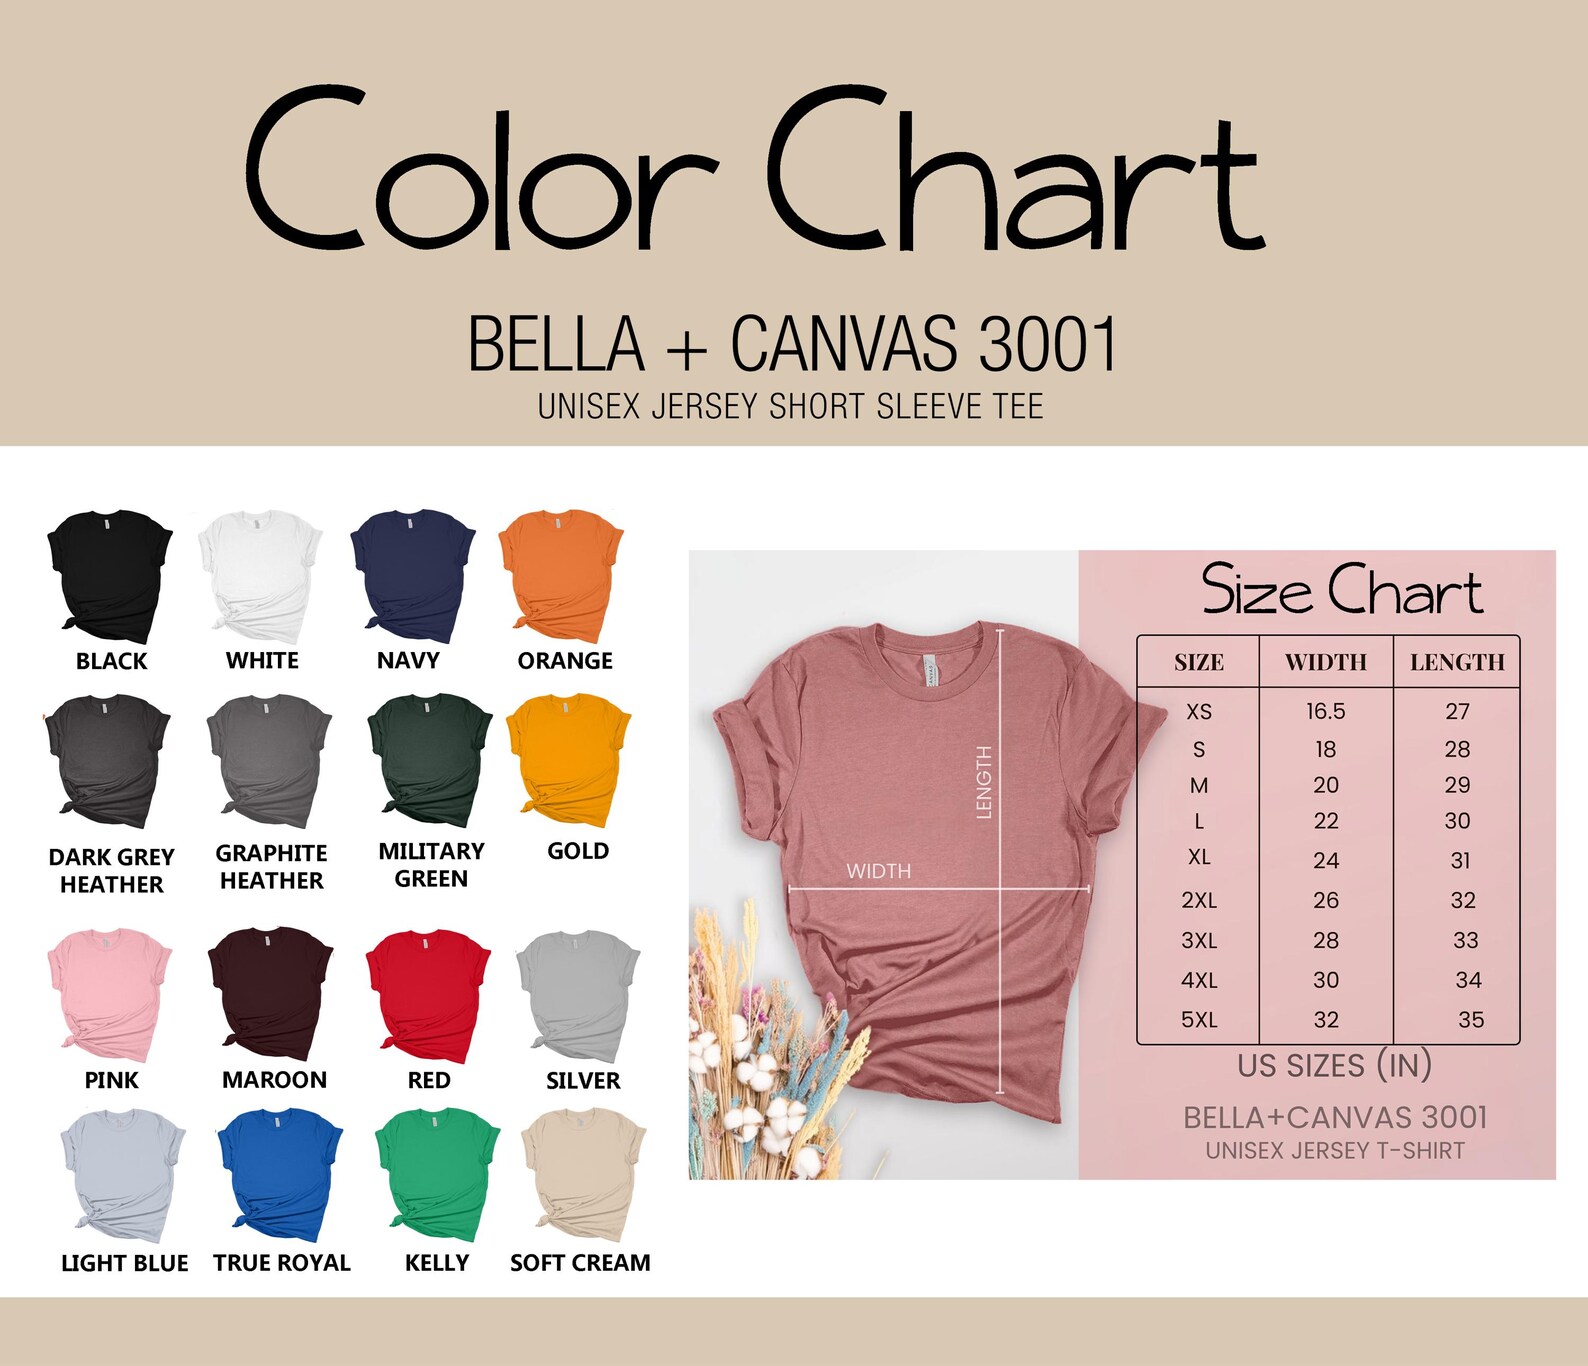 Color Chart
BELLA + CANVAS 3001
UNISEX JERSEY SHORT SLEEVE TEE
BLACK
WHITE
NAVY
ORANGE
DARK GREY
HEATHER
GRAPHITE
HEATHER
MILITARY
GREEN
GOLD
PINK
MAROON
RED
SILVER
LIGHT BLUE
TRUE ROYAL
KELLY
SOFT CREAM
CANVAS
LENGTH
WIDTH
Size Chart
SIZE WIDTH LENGTH
XS 16.5 27
S 18 28
M 20 29
L 22 30
XL 24 31
2XL 26 32
3XL 28 33
4XL 30 34
5XL 32 35
US SIZES (IN)
BELLA+CANVAS 3001
UNISEX JERSEY T-SHIRT